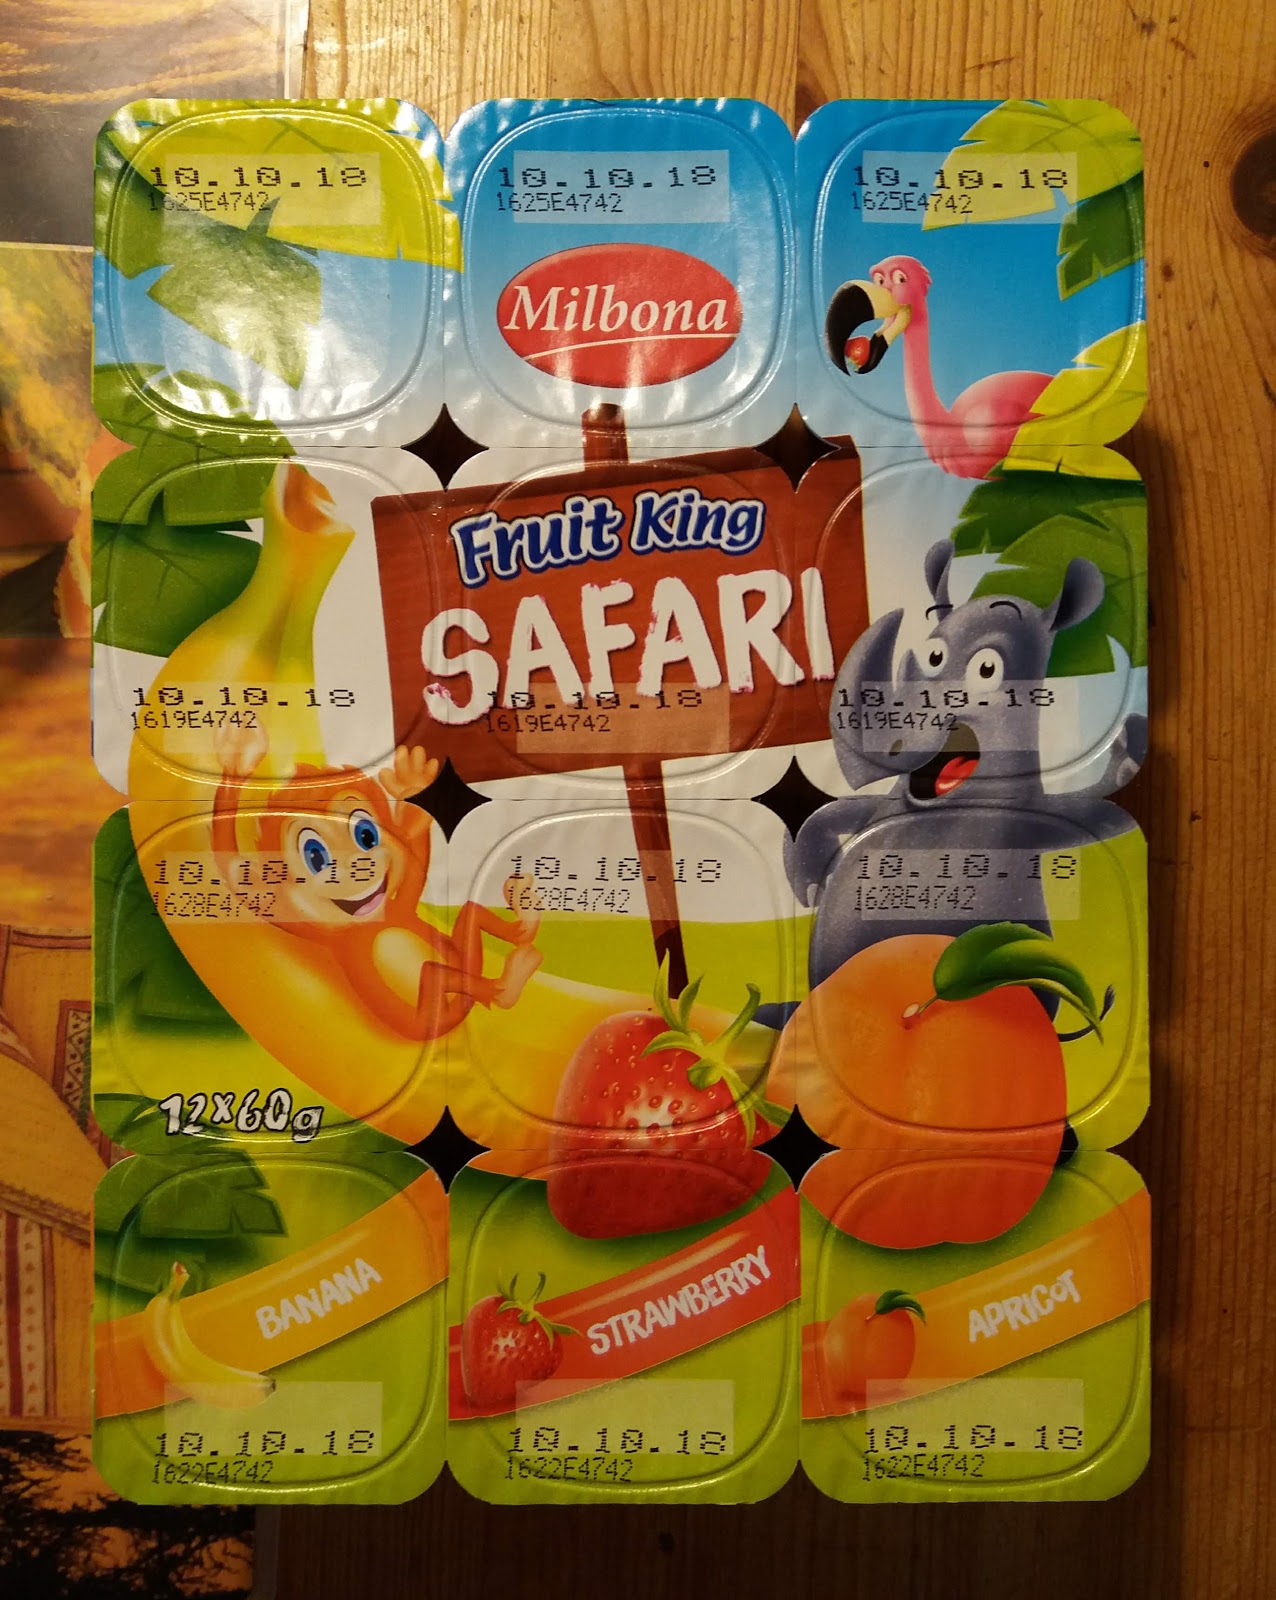 10.10.18 10.10.18 10.10.18
1625E4742 1625E4742 1625E4742
Milbona
Fruit King
SAFARI
10.10.18 10.10.18 10.10.18
1619E4742 1619E4742 1619E4742
10.10.18 10.10.18 10.10.18
1628E4742 1628E4742 1628E4742
12x60g
BANANA STRAWBERRY APRICOT
10.10.18 10.10.18 10.10.18
1622E4742 1622E4742 1622E4742